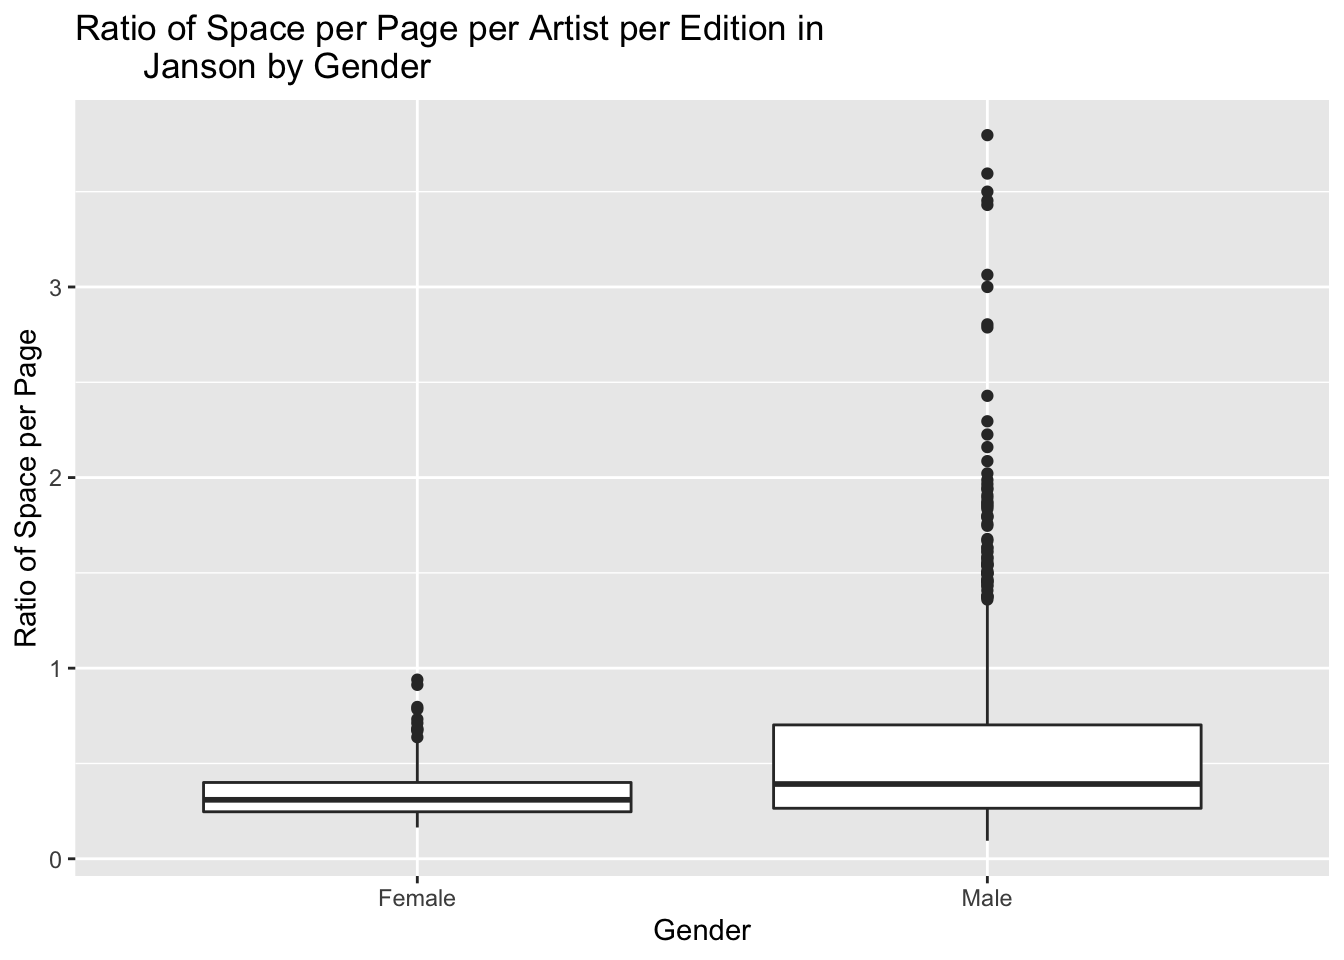 Ratio of Space per Page per Artist per Edition in
Janson by Gender
Ratio of Space per Page
3
2
1
0
Female Male
Gender